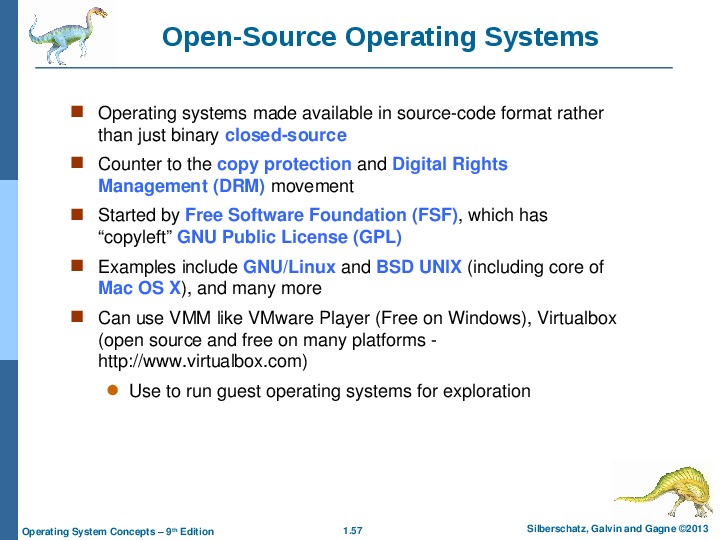 Open-Source Operating Systems
Operating systems made available in source-code format rather
than just binary closed-source
Counter to the copy protection and Digital Rights
Management (DRM) movement
Started by Free Software Foundation (FSF), which has
“copyleft” GNU Public License (GPL)
Examples include GNU/Linux and BSD UNIX (including core of
Mac OS X), and many more
Can use VMM like VMware Player (Free on Windows), Virtualbox
(open source and free on many platforms -
http://www.virtualbox.com)
Use to run guest operating systems for exploration
Operating System Concepts – 9th Edition
1.57
Silberschatz, Galvin and Gagne ©2013